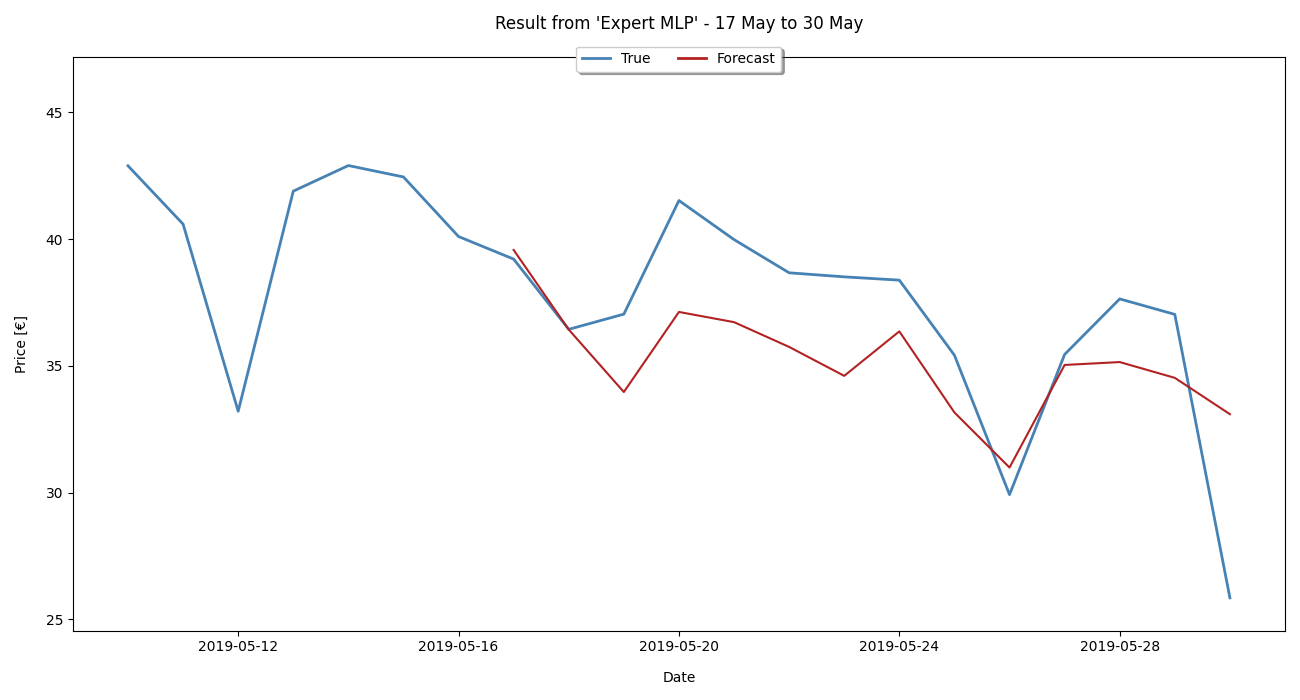 Result from 'Expert MLP' - 17 May to 30 May
True Forecast
Price [€]
45
40
35
30
25
2019-05-12 2019-05-16 2019-05-20 2019-05-24 2019-05-28
Date